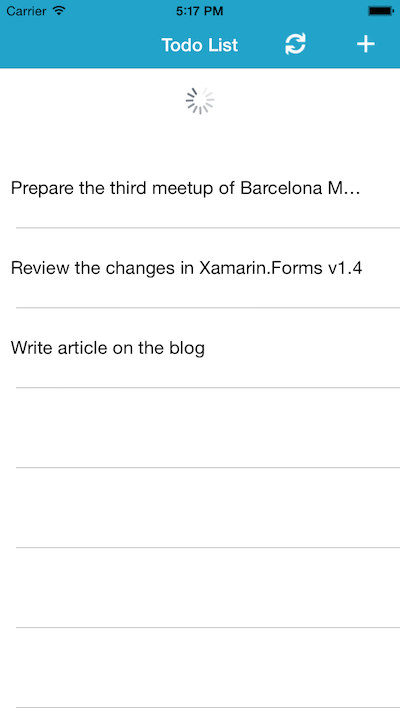 Carrier 5:17 PM
Todo List
Prepare the third meetup of Barcelona M...
Review the changes in Xamarin.Forms v1.4
Write article on the blog